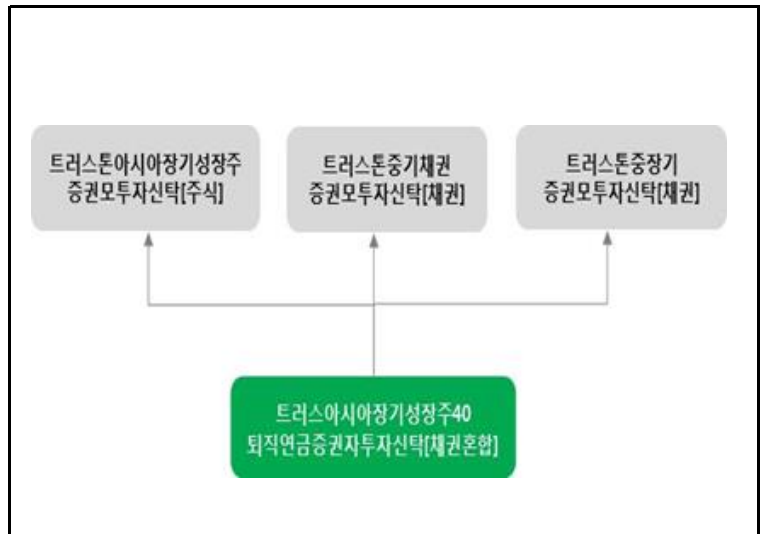 트러스톤아시아장기성장주
증권모투자신탁[주식]
트러스톤중기채권
증권모투자신탁[채권]
트러스톤중장기
증권모투자신탁[채권]
트러스아시아장기성장주40
퇴직연금증권자투자신탁[채권혼합]